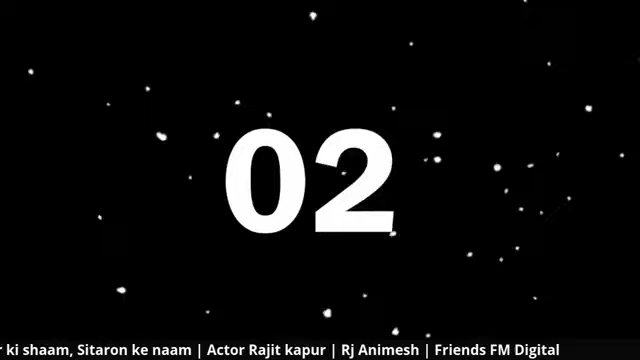 02
ki shaam, Sitaron ke naam | Actor Rajit kapur | Rj Animesh | Friends FM Digital